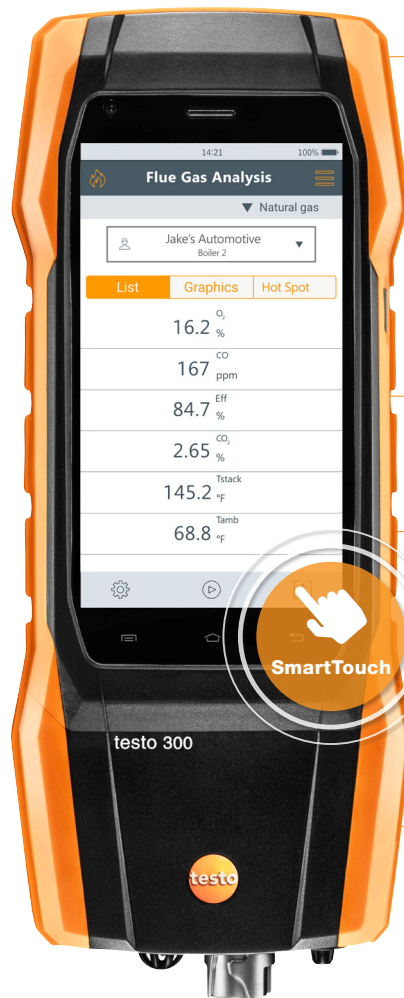 14:21 100%
Flue Gas Analysis
Natural gas
Jake's Automotive
Boiler 2
List Graphics Hot Spot
16.2 O₂ %
167 CO ppm
84.7 Eff %
2.65 CO₂ %
145.2 Tstack °F
68.8 Tamb °F
SmartTouch
testo 300
testo